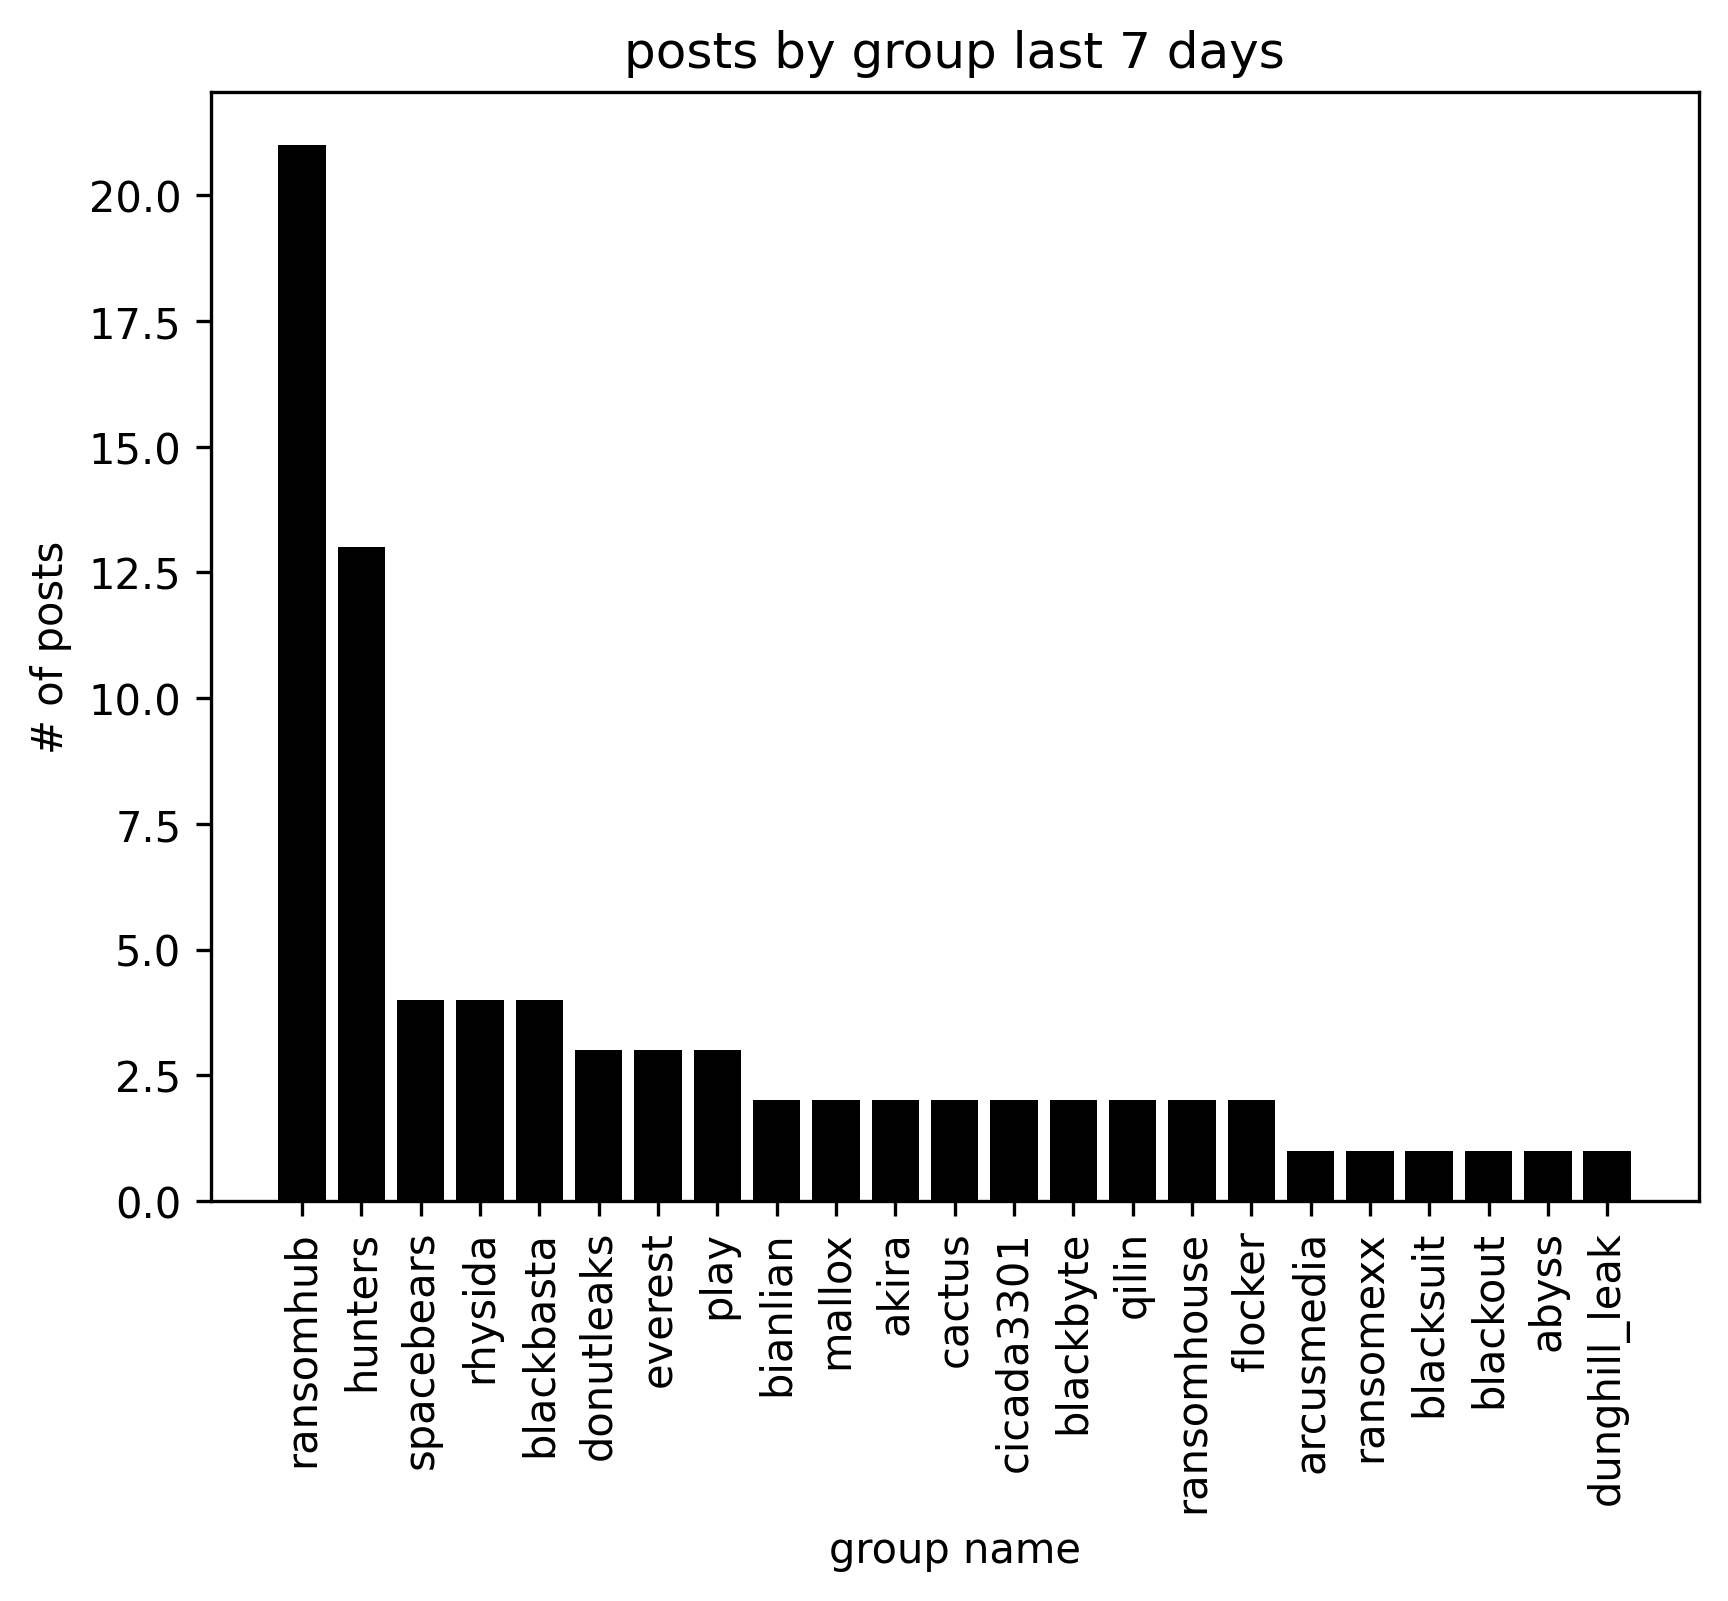 posts by group last 7 days
# of posts
20.0
17.5
15.0
12.5
10.0
7.5
5.0
2.5
0.0
ransomhub
hunters
spacebears
rhysida
blackbasta
donutleaks
everest
play
bianlian
mallox
akira
cactus
cicada3301
blackbyte
qilin
ransomhouse
flocker
arcusmedia
ransomexx
blacksuit
blackout
abyss
dunghill_leak
group name